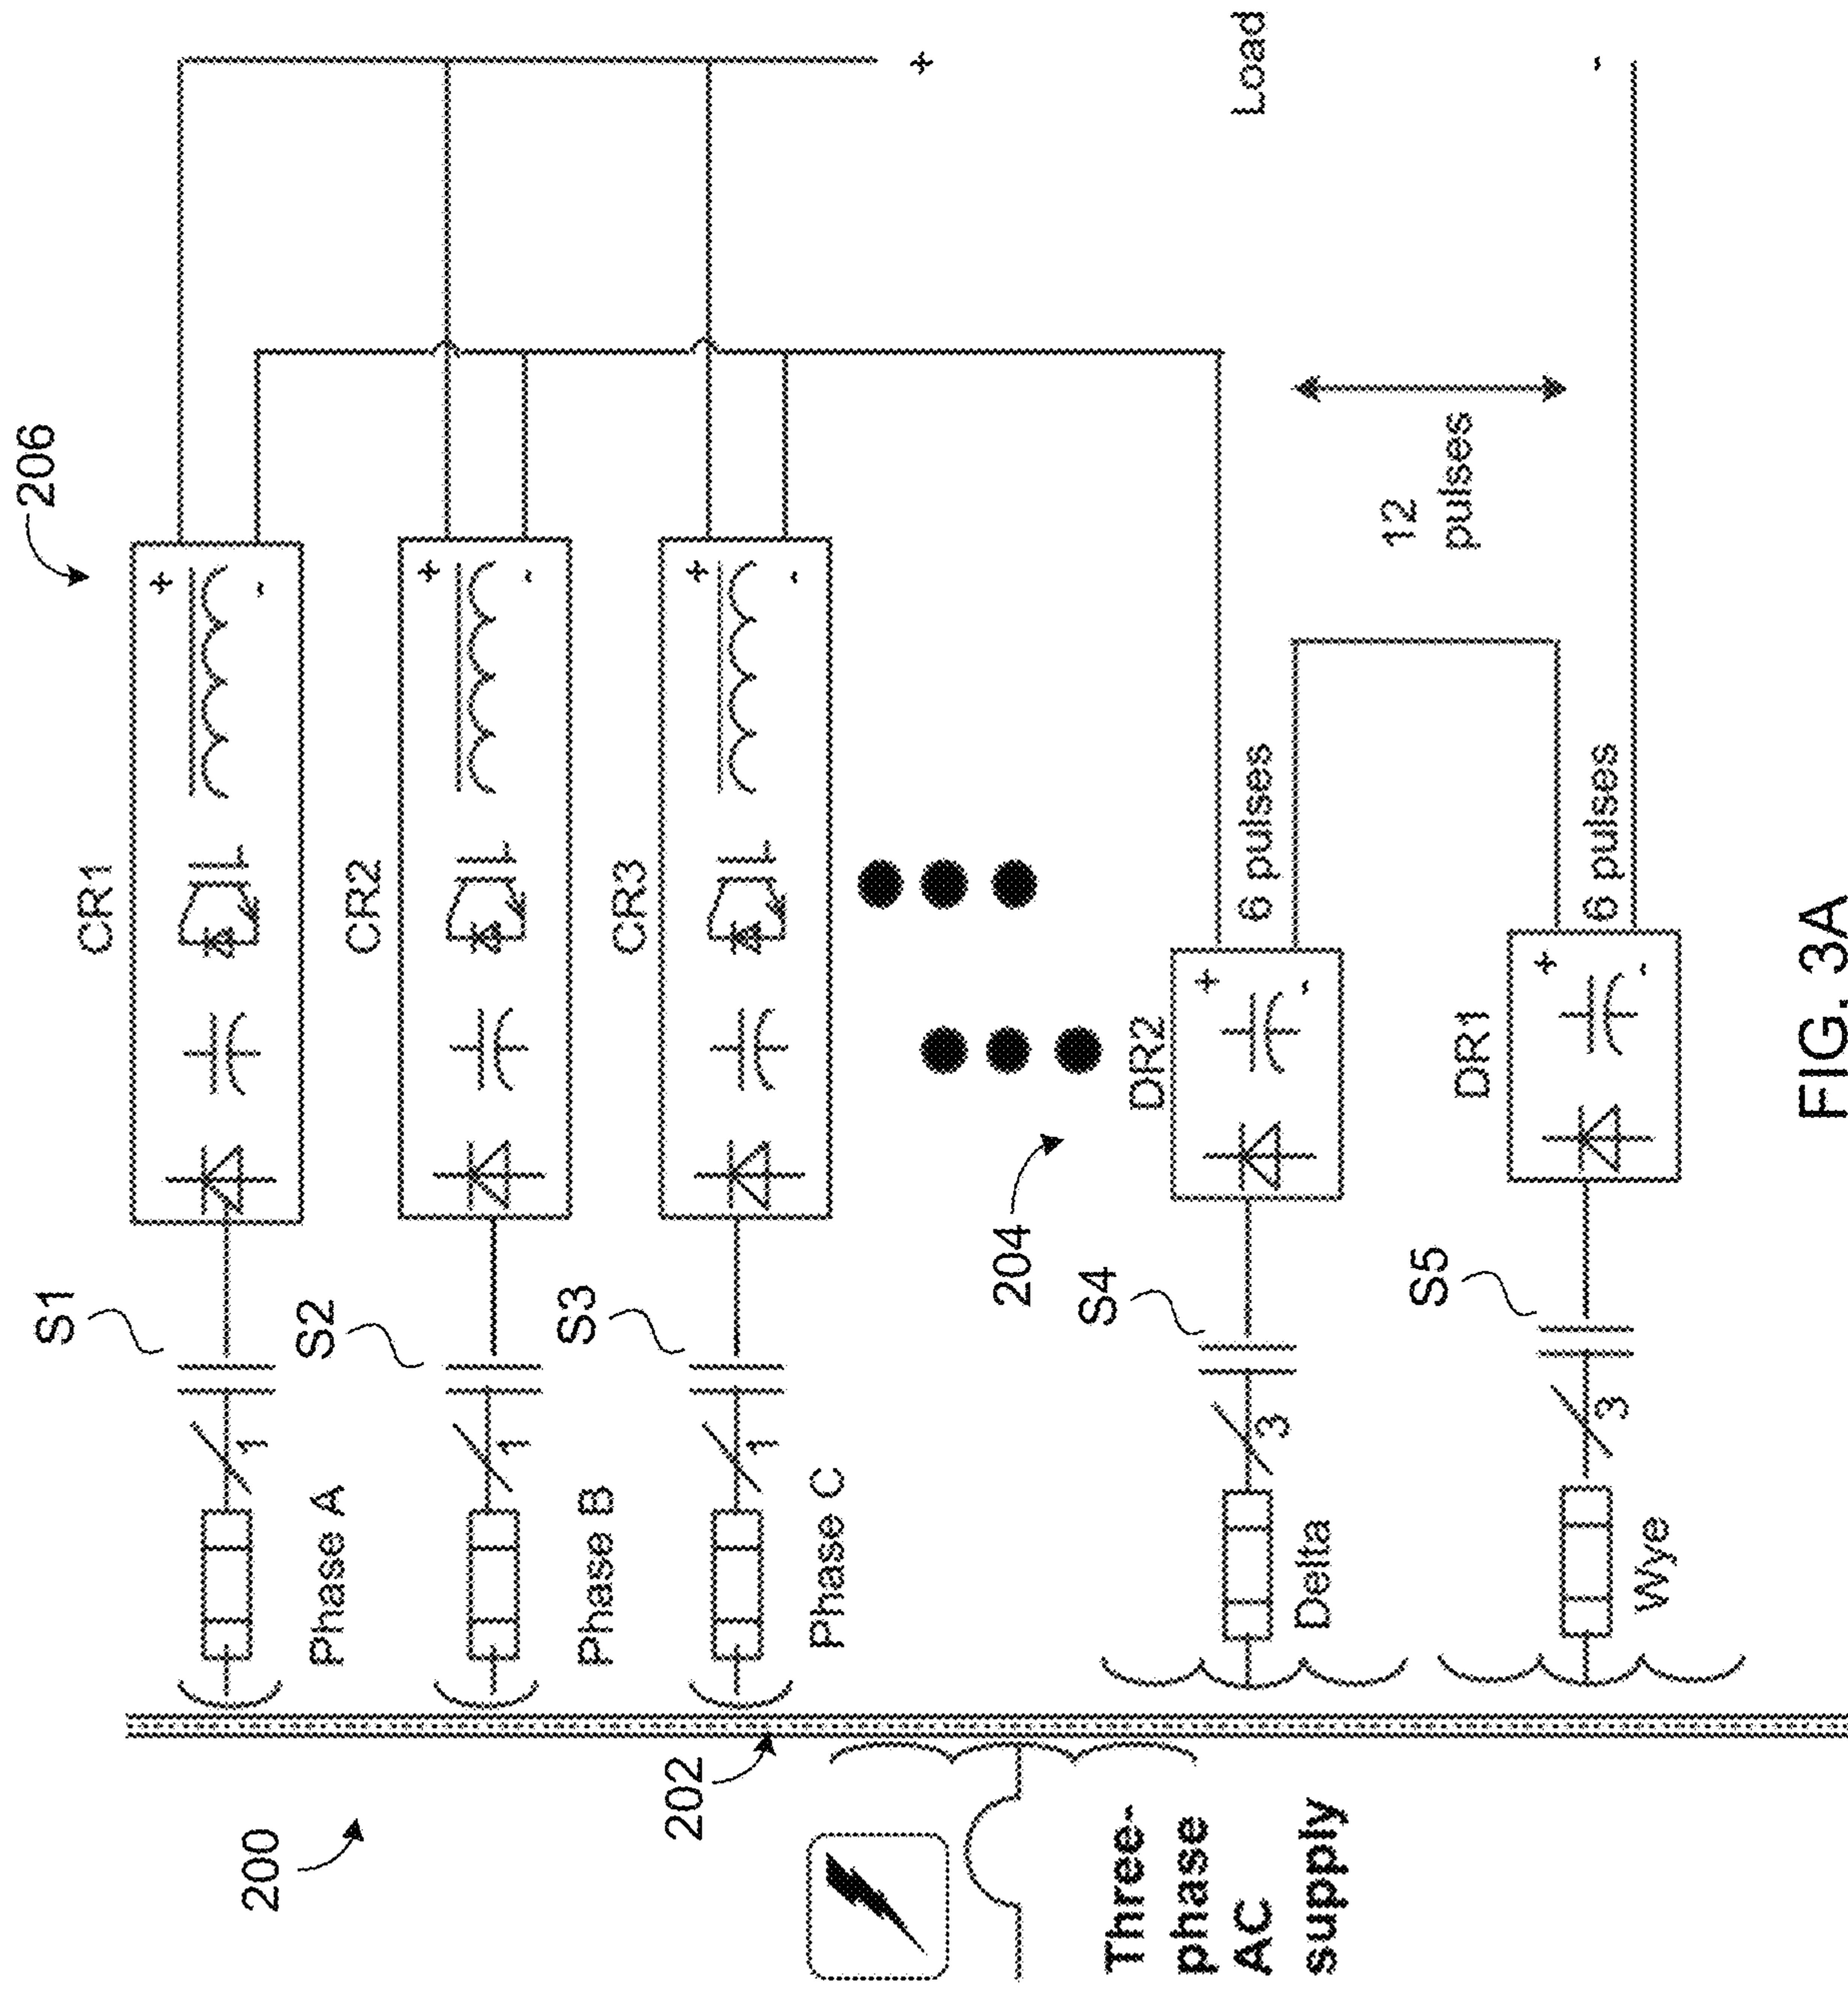 200
202
206
204
Three-
phase
AC
supply
Phase A
1
S1
CR1
+
-
Phase B
1
S2
CR2
+
-
Phase C
1
S3
CR3
+
-
Delta
3
S4
DR2
+
-
6 pulses
Wye
3
S5
DR1
+
-
6 pulses
12
pulses
+
Load
-
FIG. 3A